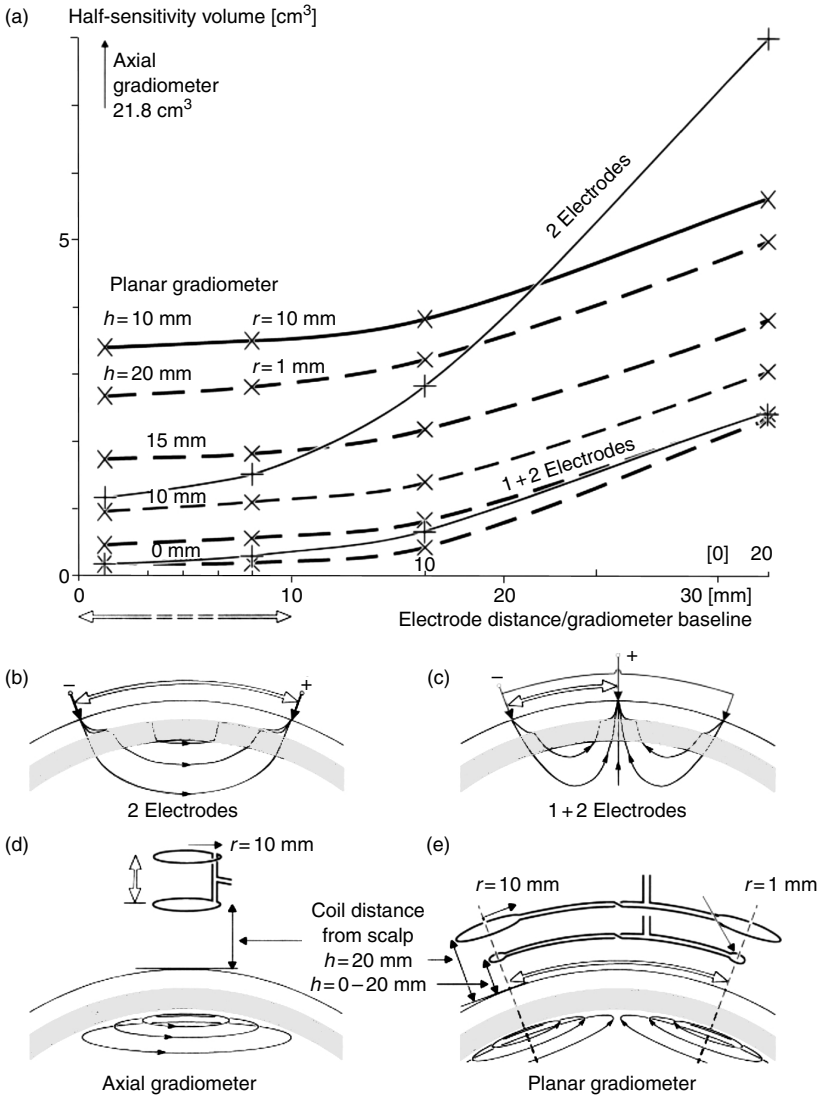 (a)
Half-sensitivity volume [cm³]
Axial
gradiometer
21.8 cm³
2 Electrodes
5
Planar gradiometer
h = 10 mm r = 10 mm
h = 20 mm r = 1 mm
15 mm
1 + 2 Electrodes
10 mm
0 mm
10
[0] 20
0
0 10 20 30 [mm]
Electrode distance/gradiometer baseline
(b)
− +
2 Electrodes
(c)
− +
1 + 2 Electrodes
(d)
r = 10 mm
Coil distance
from scalp
h = 20 mm
h = 0 – 20 mm
Axial gradiometer
(e)
r = 10 mm r = 1 mm
Planar gradiometer